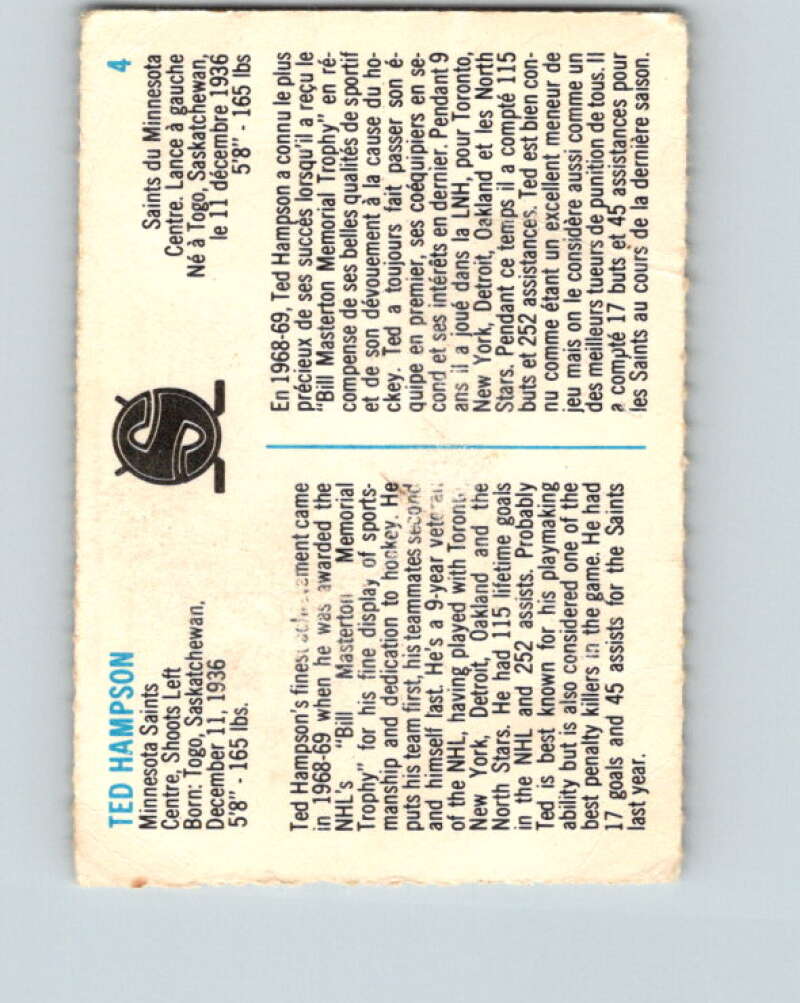 TED HAMPSON
Minnesota Saints
Centre, Shoots Left
Born: Togo, Saskatchewan,
December 11, 1936
5'8" - 165 lbs.
Ted Hampson's finest achievement came
in 1968-69 when he was awarded the
NHL's "Bill Masterton Memorial
Trophy" for his fine display of sports-
manship and dedication to hockey. He
puts his team first, his teammates second
and himself last. He's a 9-year veteran
of the NHL, having played with Toronto,
New York, Detroit, Oakland and the
North Stars. He had 115 lifetime goals
in the NHL and 252 assists. Probably
Ted is best known for his playmaking
ability but is also considered one of the
best penalty killers in the game. He had
17 goals and 45 assists for the Saints
last year.
4
Saints du Minnesota
Centre. Lance à gauche
Né à Togo, Saskatchewan,
le 11 décembre 1936
5'8" - 165 lbs
En 1968-69, Ted Hampson a connu le plus
précieux de ses succés lorsqu'il a reçu le
"Bill Masterton Memorial Trophy" en ré-
compense de ses belles qualités de sportif
et de son dévouement à la cause du ho-
ckey. Ted a toujours fait passer son é-
quipe en premier, ses coéquipiers en se-
cond et ses intérêts en dernier. Pendant 9
ans il a joué dans la LNH, pour Toronto,
New York, Detroit, Oakland et les North
Stars. Pendant ce temps il a compté 115
buts et 252 assistances. Ted est bien con-
nu comme étant un excellent meneur de
jeu mais on le considère aussi comme un
des meilleurs tueurs de punition de tous. Il
a compté 17 buts et 45 assistances pour
les Saints au cours de la dernière saison.